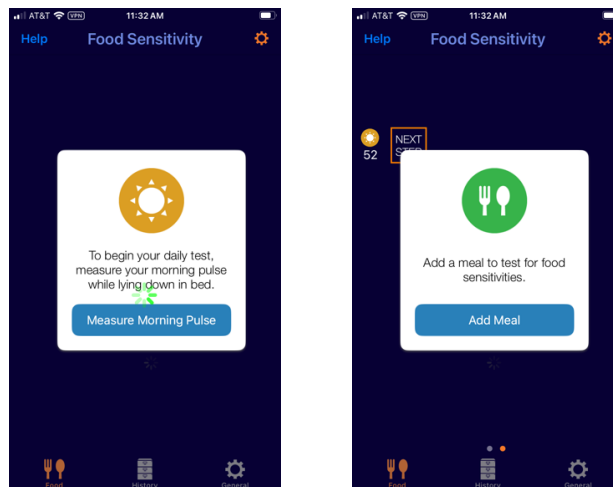 AT&T VPN 11:32 AM
Help Food Sensitivity
To begin your daily test,
measure your morning pulse
while lying down in bed.
Measure Morning Pulse
Food History General
AT&T VPN 11:32 AM
Help Food Sensitivity
52
NEXT
STEP
Add a meal to test for food
sensitivities.
Add Meal
Food History General